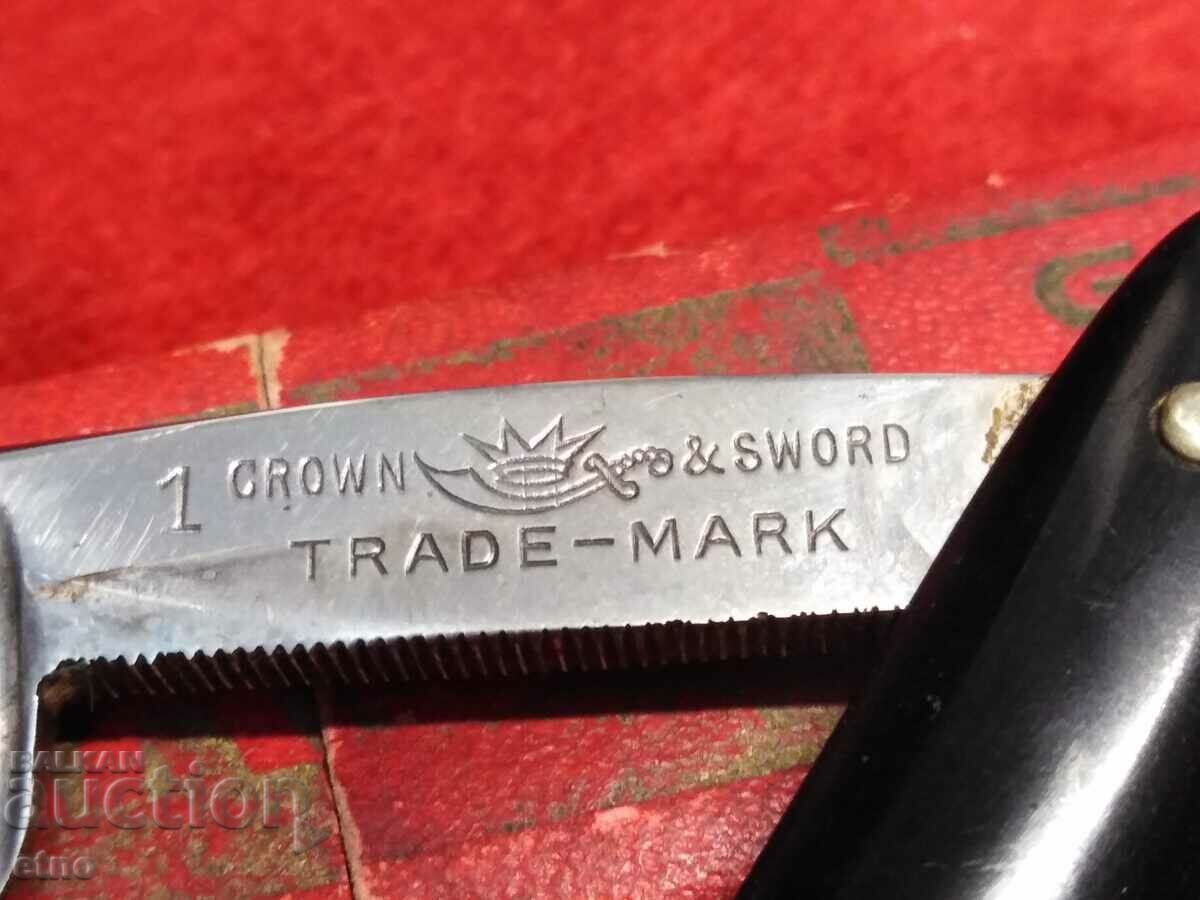 G
1 CROWN & SWORD
TRADE-MARK
BALKAN
auction
etno